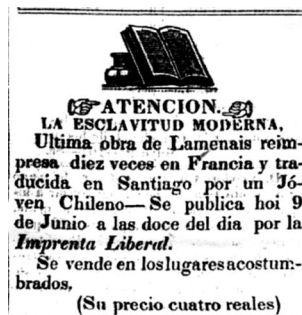 ATENCION.
LA ESCLAVITUD MODERNA,
Ultima obra de Lamenais reim-
presa diez veces en Francia y tra-
ducida en Santiago por un Jó-
ven Chileno—Se publica hoi 9
de Junio a las doce del dia por la
Imprenta Liberal.
Se vende en los lugares acostum-
brados,
(Su precio cuatro reales)